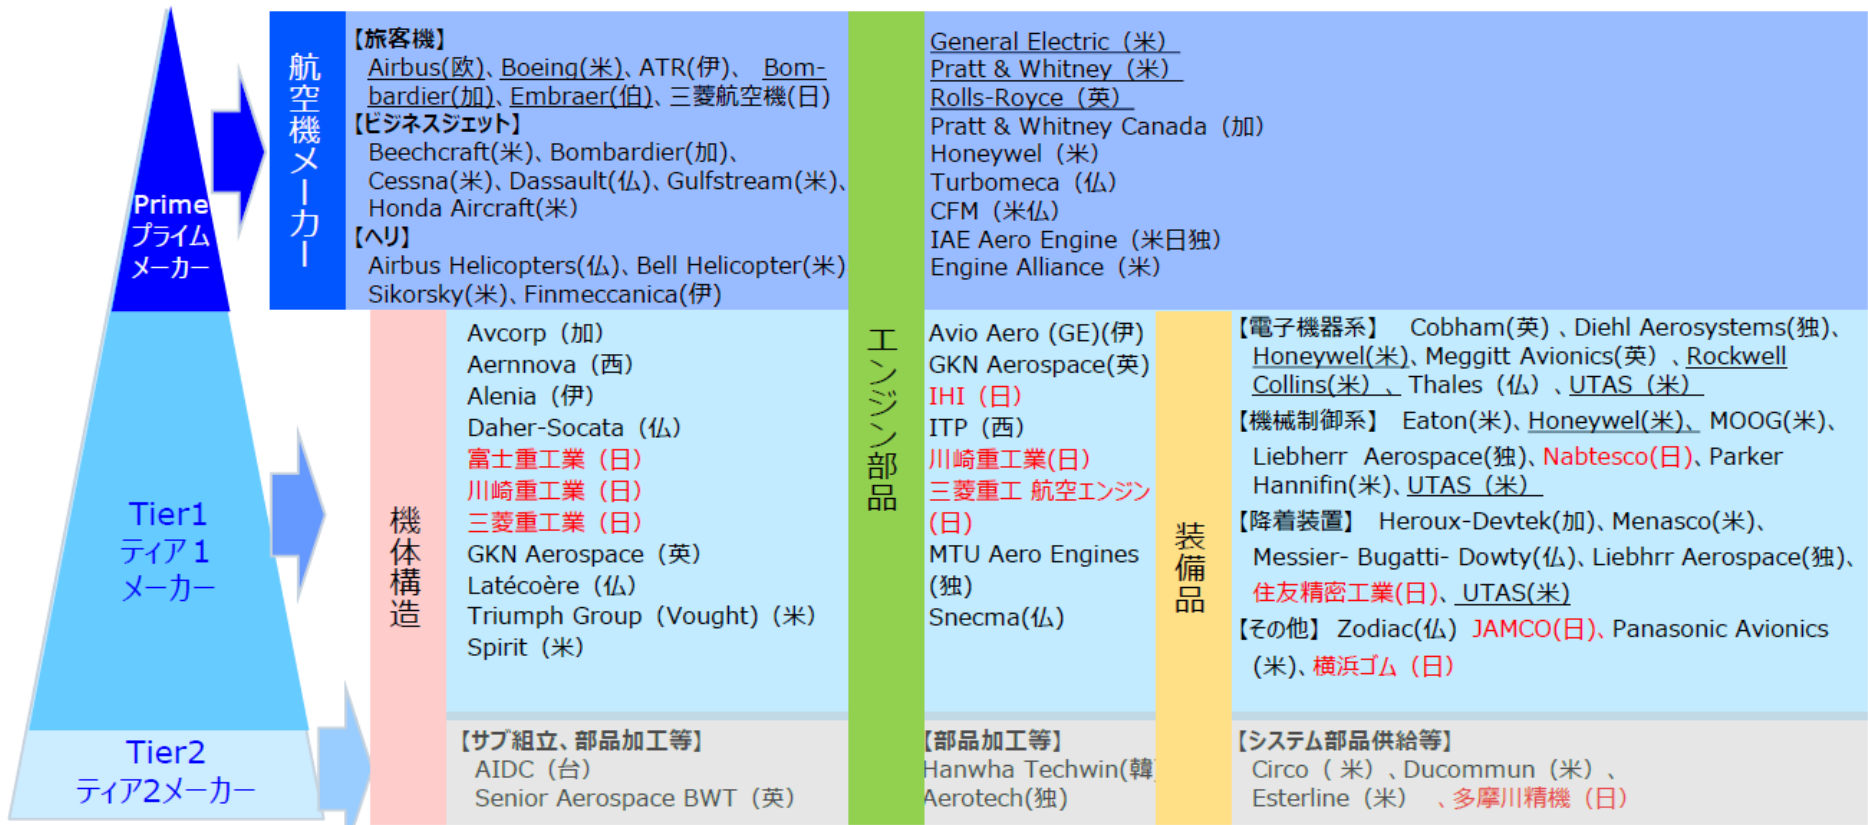 Prime
プライム
メーカー
Tier1
ティア１
メーカー
Tier2
ティア2メーカー
航空機メーカー
【旅客機】
Airbus(欧)、Boeing(米)、ATR(伊)、 Bom-
bardier(加)、Embraer(伯)、三菱航空機(日)
【ビジネスジェット】
Beechcraft(米)、Bombardier(加)、
Cessna(米)、Dassault(仏)、Gulfstream(米)、
Honda Aircraft(米)
【ヘリ】
Airbus Helicopters(仏)、Bell Helicopter(米)
Sikorsky(米)、Finmeccanica(伊)
エンジン部品
General Electric（米）
Pratt & Whitney（米）
Rolls-Royce（英）
Pratt & Whitney Canada（加）
Honeywel（米）
Turbomeca（仏）
CFM（米仏）
IAE Aero Engine（米日独）
Engine Alliance（米）
機体構造
Avcorp（加）
Aernnova（西）
Alenia（伊）
Daher-Socata（仏）
富士重工業（日）
川崎重工業（日）
三菱重工業（日）
GKN Aerospace（英）
Latécoère（仏）
Triumph Group（Vought）（米）
Spirit（米）
Avio Aero (GE)(伊)
GKN Aerospace(英)
IHI（日）
ITP（西）
川崎重工業(日)
三菱重工 航空エンジン
(日)
MTU Aero Engines
(独)
Snecma(仏)
装備品
【電子機器系】 Cobham(英) 、Diehl Aerosystems(独)、
Honeywel(米)、Meggitt Avionics(英) 、Rockwell
Collins(米) 、Thales（仏）、UTAS（米）
【機械制御系】 Eaton(米)、Honeywel(米)、MOOG(米)、
Liebherr Aerospace(独)、Nabtesco(日)、Parker
Hannifin(米)、UTAS（米）
【降着装置】 Heroux-Devtek(加)、Menasco(米)、
Messier- Bugatti- Dowty(仏)、Liebhrr Aerospace(独)、
住友精密工業(日)、UTAS(米)
【その他】 Zodiac(仏) JAMCO(日)、Panasonic Avionics
(米)、横浜ゴム（日）
【サブ組立、部品加工等】
AIDC（台）
Senior Aerospace BWT（英）
【部品加工等】
Hanwha Techwin(韓)
Aerotech(独)
【システム部品供給等】
Circo（ 米）、Ducommun（米）、
Esterline（米） 、多摩川精機（日）